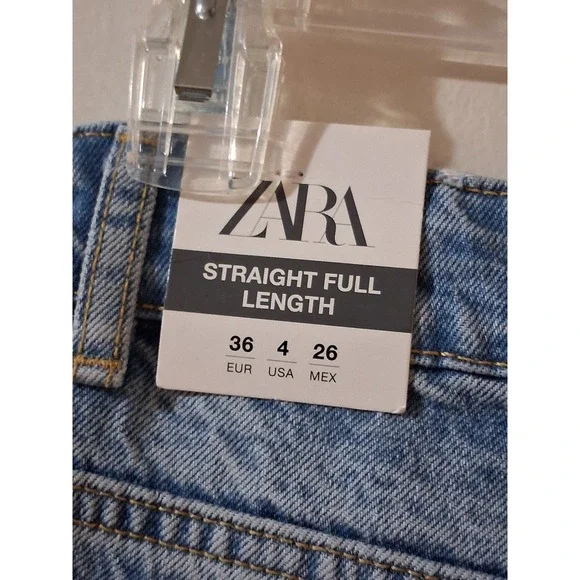 ZARA
STRAIGHT FULL
LENGTH
36 4 26
EUR USA MEX